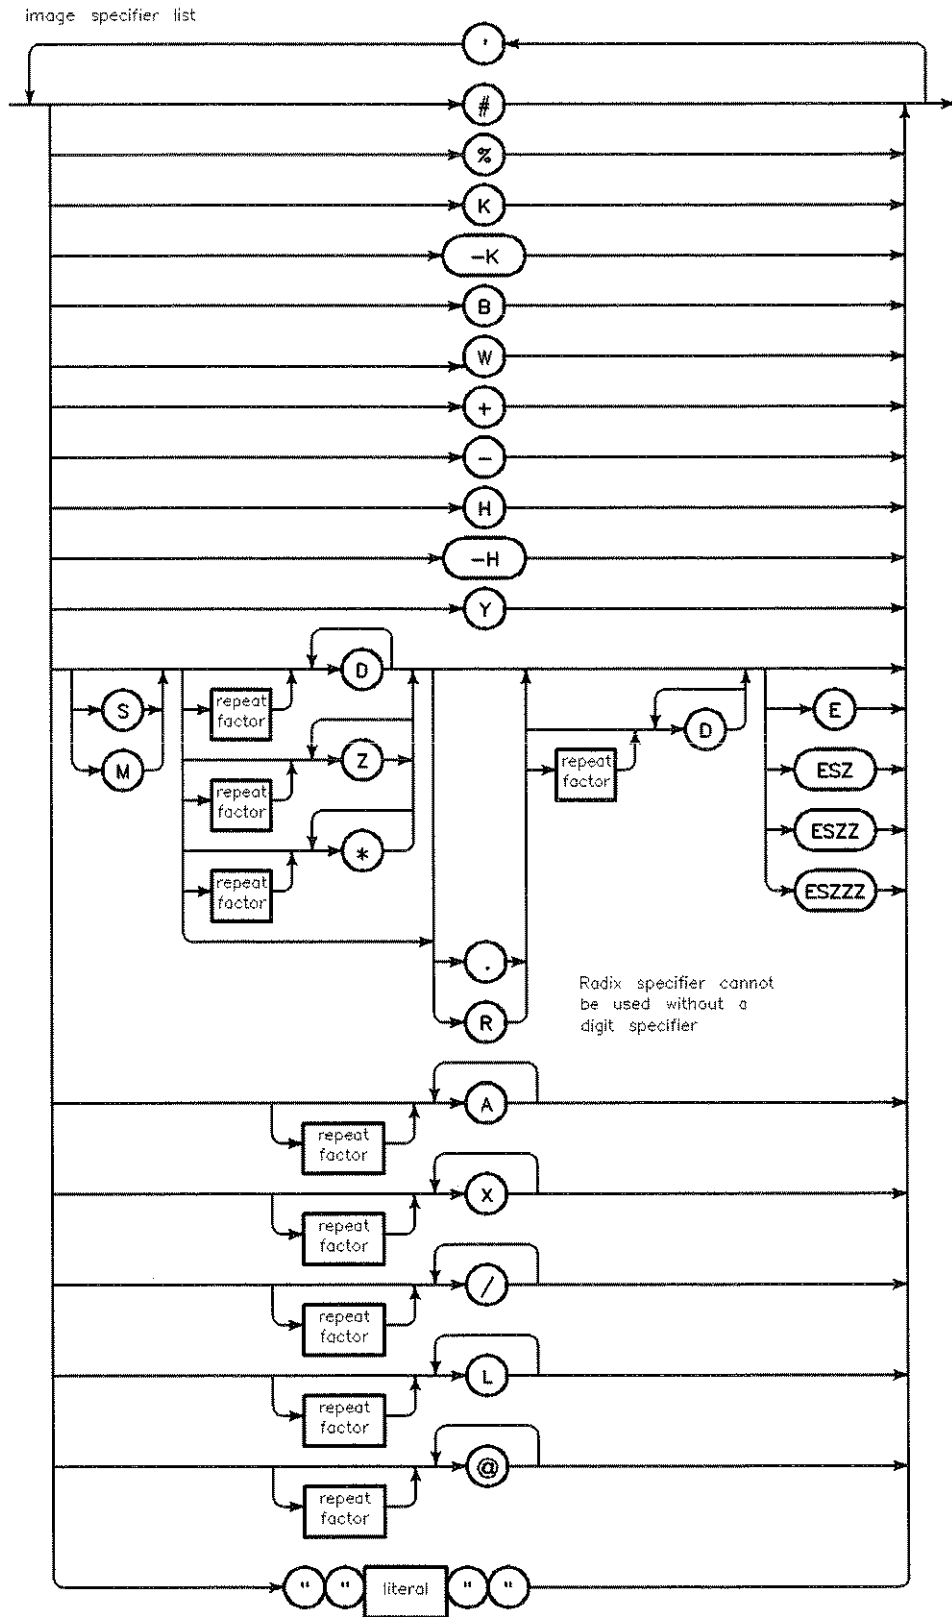 image specifier list
,
#
%
K
-K
B
W
+
-
H
-H
Y
D
repeat
factor
S
M
Z
repeat
factor
*
repeat
factor
D
repeat
factor
E
ESZ
ESZZ
ESZZZ
.
R
Radix specifier cannot
be used without a
digit specifier
A
repeat
factor
X
repeat
factor
/
repeat
factor
L
repeat
factor
@
repeat
factor
" " literal " "